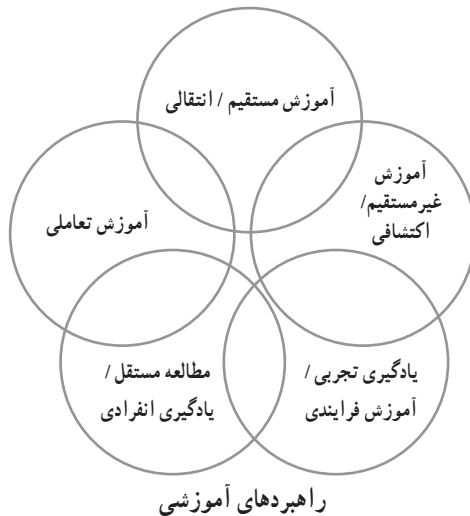 آموزش مستقیم / انتقالی
آموزش
غیرمستقیم/
اکتشافی
آموزش تعاملی
یادگیری تجربی /
آموزش فرایندی
مطالعه مستقل /
یادگیری انفرادی
راهبردهای آموزشی